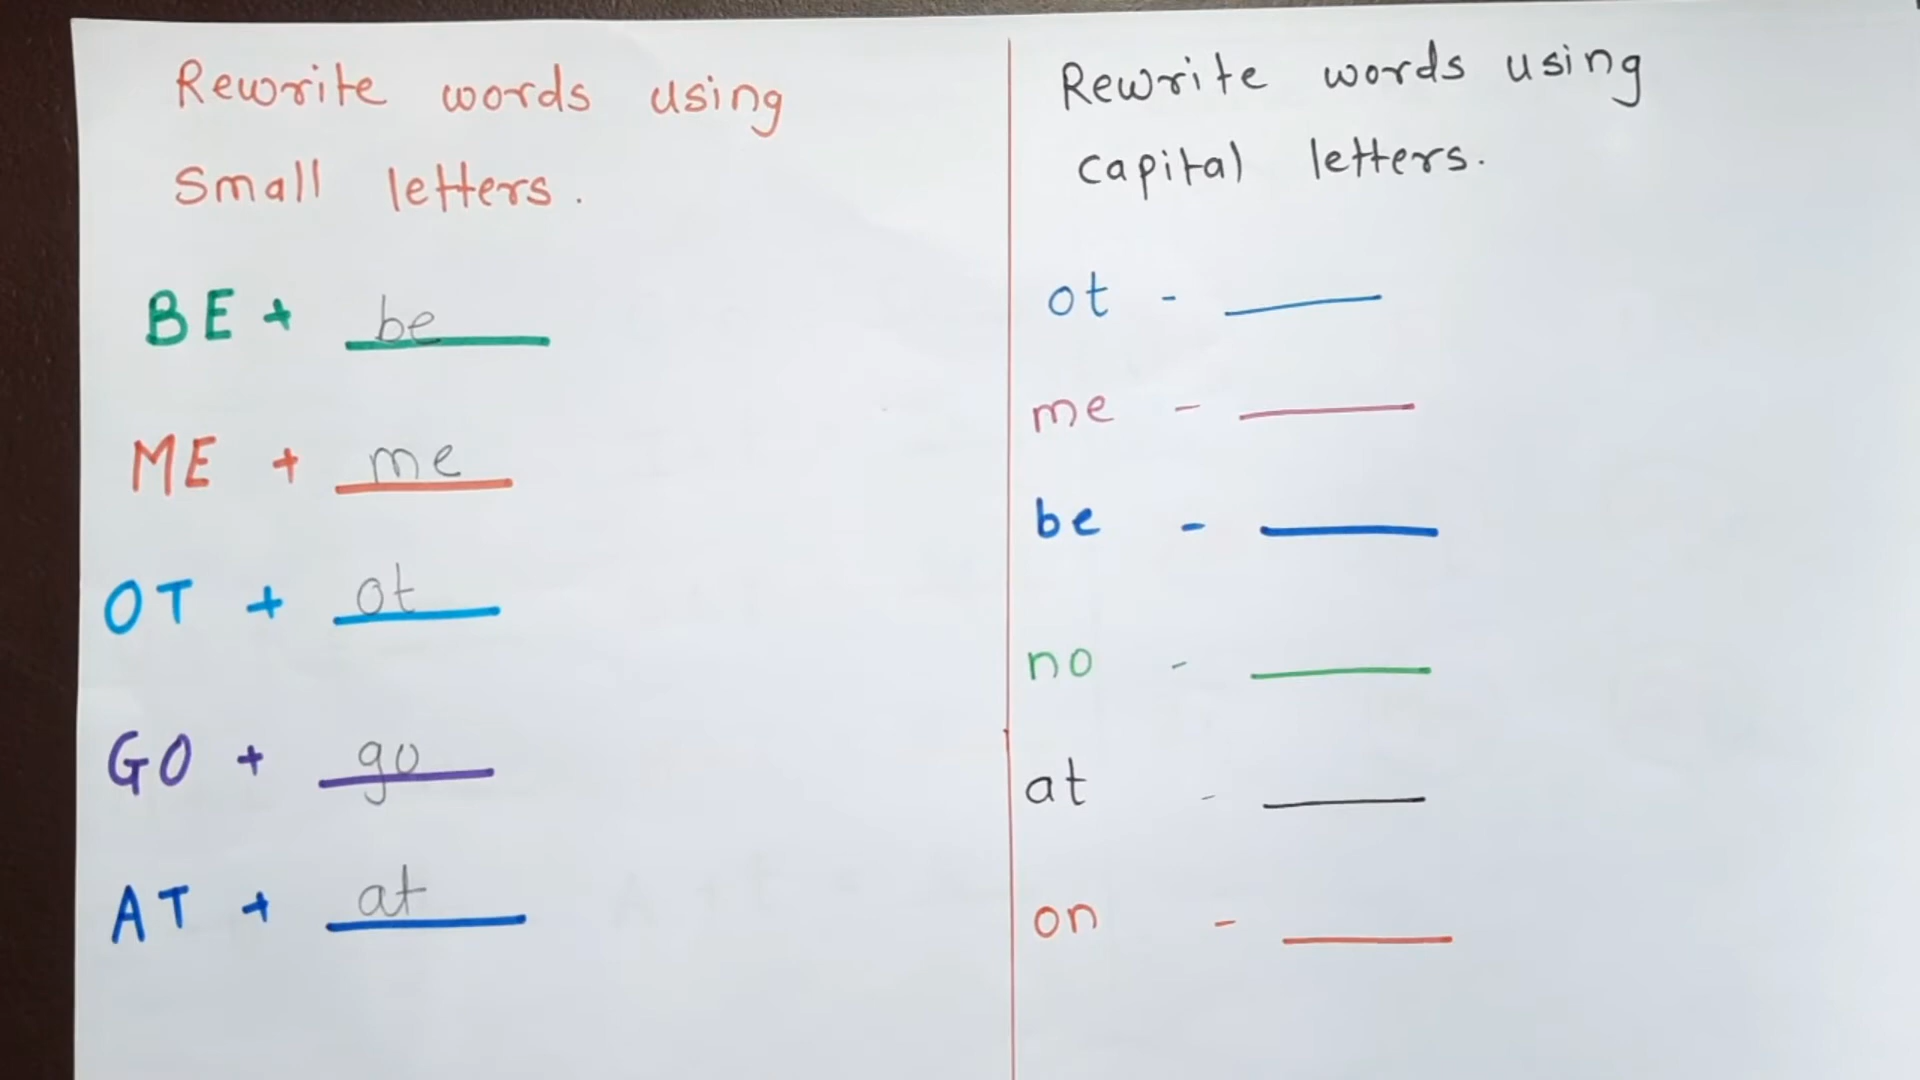 Rewrite words using
Small letters.
BE + be
ME + me
OT + ot
GO + go
AT + at
Rewrite words using
capital letters.
ot -
me -
be -
no -
at -
on -